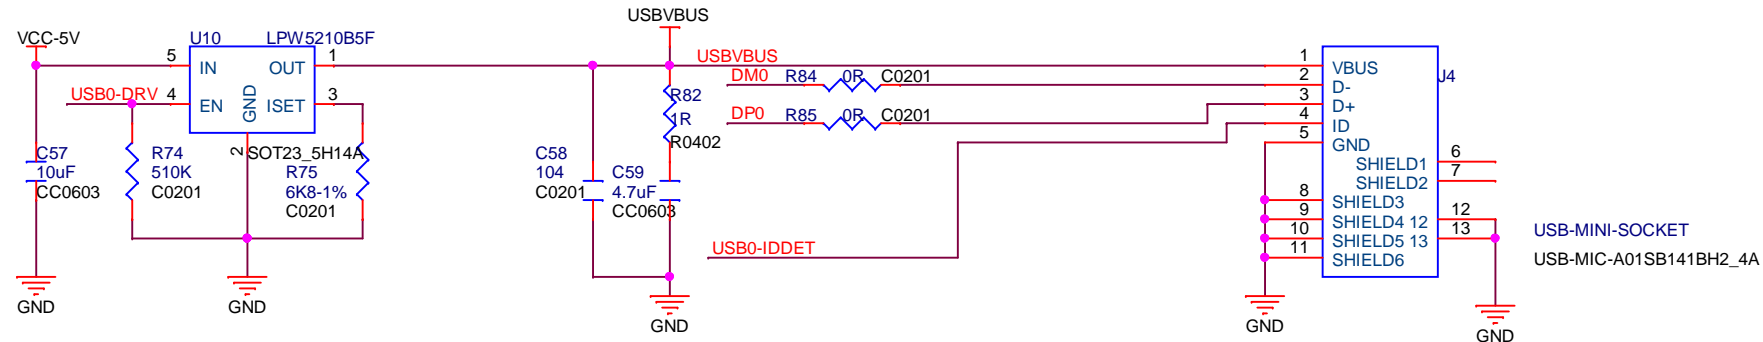 USBVBUS
VCC-5V
U10
LPW5210B5F
5
IN
OUT
1
USB0-DRV
4
EN
GND
ISET
3
2
SOT23_5H14A
C57
10uF
CC0603
R74
510K
C0201
R75
6K8-1%
C0201
GND
GND
USBVBUS
DM0
R84
0R
C0201
R82
1R
R0402
DP0
R85
0R
C0201
C58
104
C0201
C59
4.7uF
CC0603
USB0-IDDET
GND
J4
1
VBUS
2
D-
3
D+
4
ID
5
GND
SHIELD1
6
SHIELD2
7
8
SHIELD3
9
SHIELD4
12
12
10
SHIELD5
13
13
11
SHIELD6
USB-MINI-SOCKET
USB-MIC-A01SB141BH2_4A
GND
GND